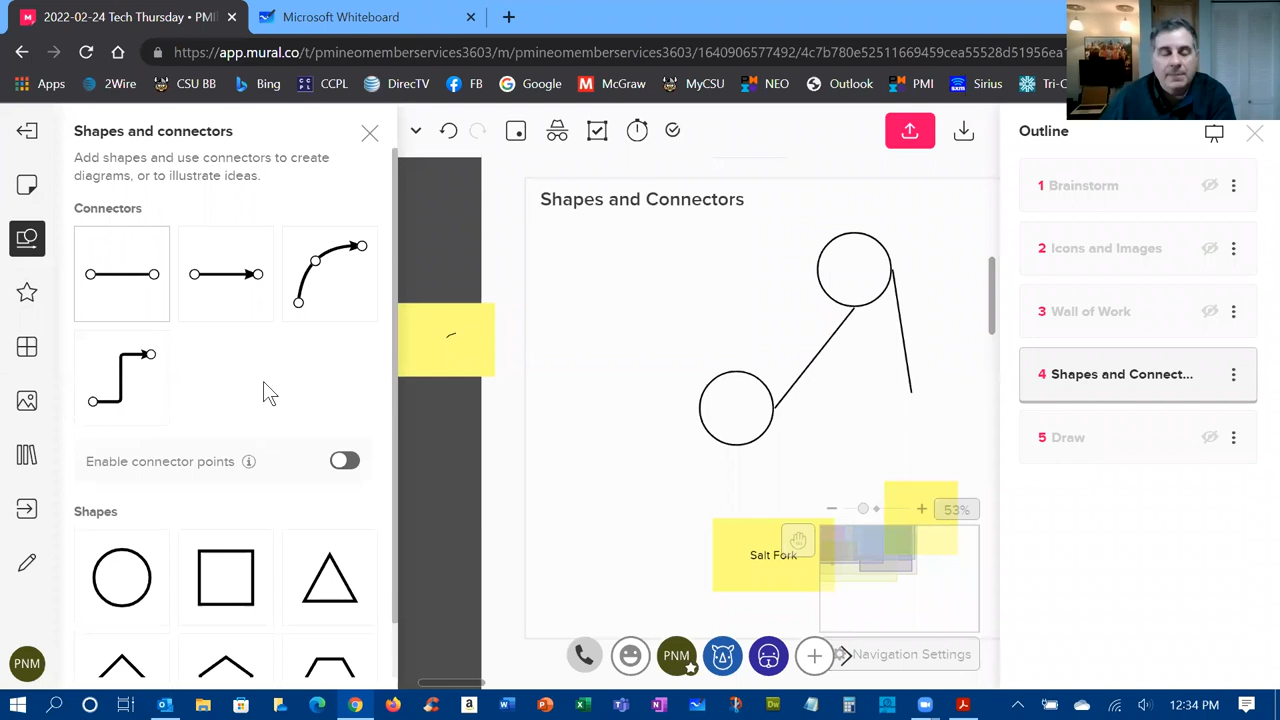 2022-02-24 Tech Thursday • PMI
Microsoft Whiteboard
https://app.mural.co/t/pmineomemberservices3603/m/pmineomemberservices3603/1640906577492/4c7b780e52511669459cea55528d51956ea
Apps
2Wire
CSU BB
Bing
CCPL
DirecTV
FB
Google
McGraw
MyCSU
NEO
Outlook
PMI
Sirius
Tri-C
Shapes and connectors
Add shapes and use connectors to create
diagrams, or to illustrate ideas.
Connectors
Enable connector points
Shapes
PNM
Shapes and Connectors
Salt Fork
53%
PNM
Navigation Settings
Outline
1 Brainstorm
2 Icons and Images
3 Wall of Work
4 Shapes and Connect...
5 Draw
12:34 PM